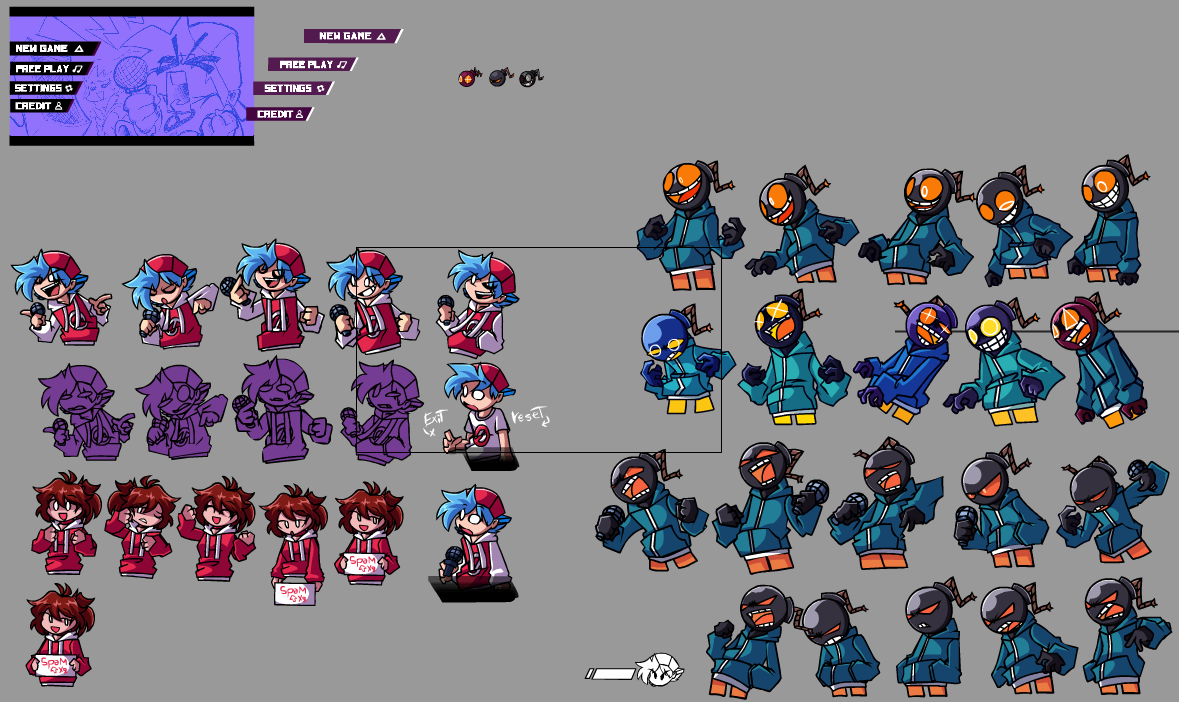 NEW GAME
FREE PLAY
SETTINGS
CREDIT
NEW GAME
FREE PLAY
SETTINGS
CREDIT
Exit
reset
SpaM
SpaM
SpaM